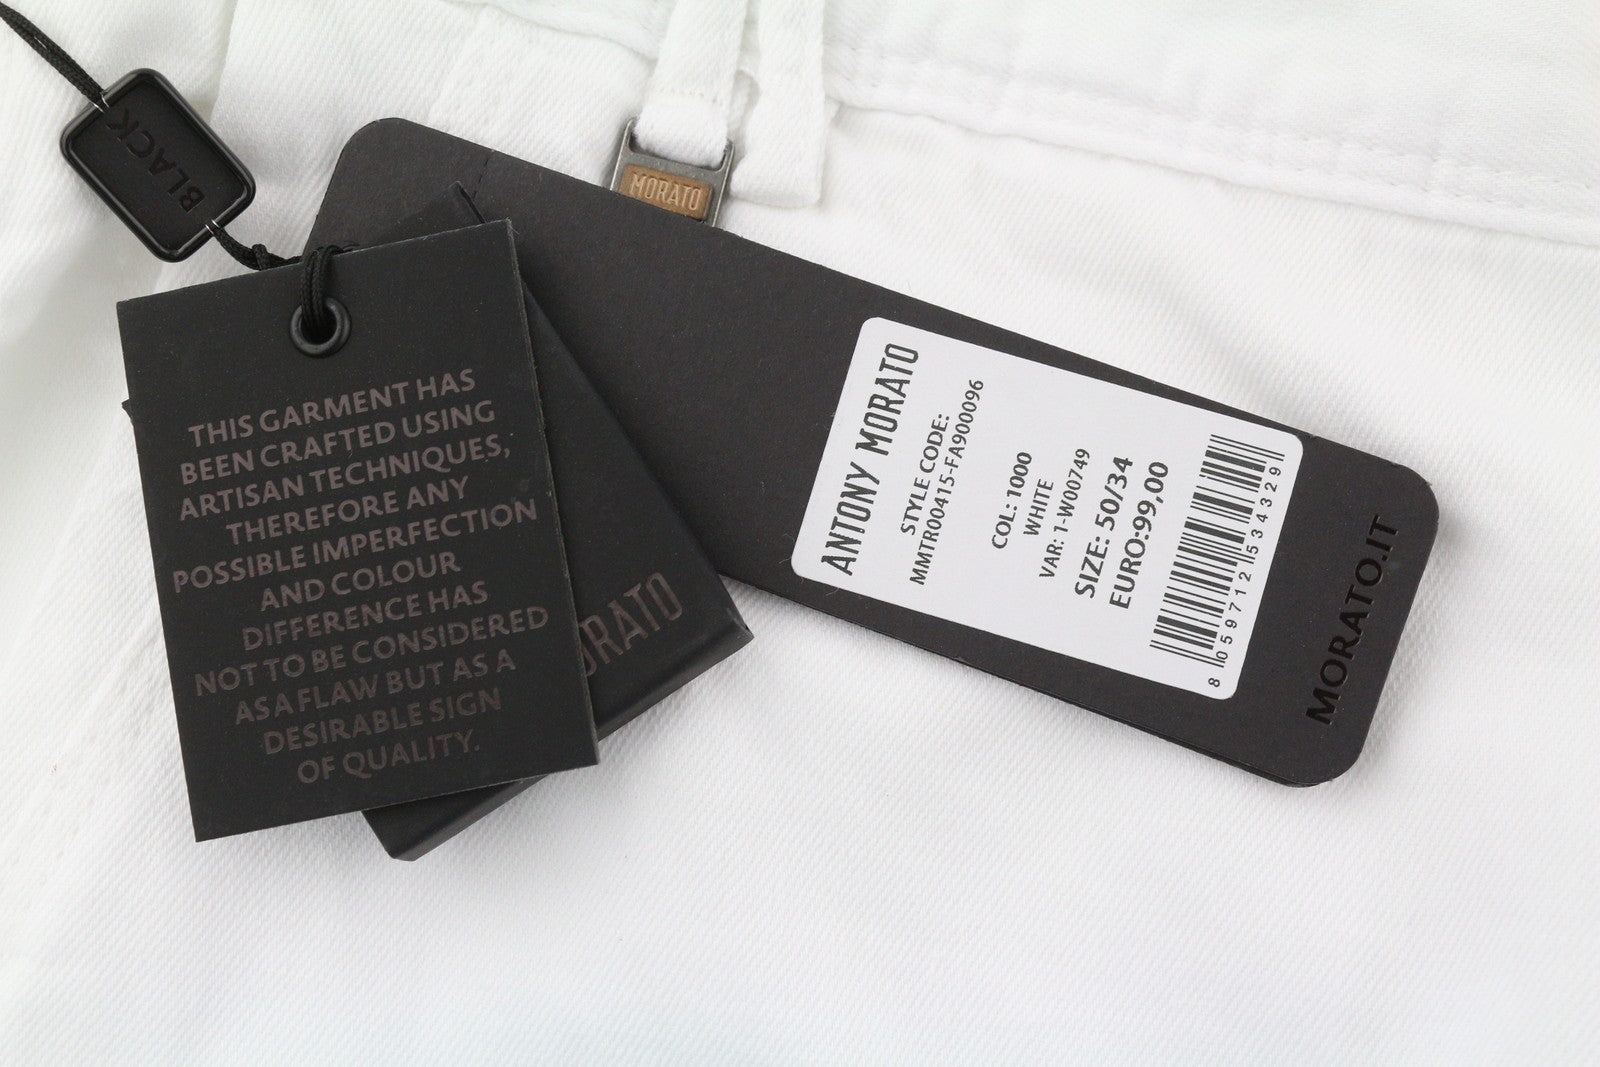 BLACK
MORATO
THIS GARMENT HAS
BEEN CRAFTED USING
ARTISAN TECHNIQUES,
THEREFORE ANY
POSSIBLE IMPERFECTION
AND COLOUR
DIFFERENCE HAS
NOT TO BE CONSIDERED
AS A FLAW BUT AS A
DESIRABLE SIGN
OF QUALITY.
ORATO
ANTONY MORATO
STYLE CODE:
MMTR00415-FA900096
COL: 1000
WHITE
VAR: 1-W00749
SIZE: 50/34
EURO:99,00
8 059712 534329
MORATO.IT